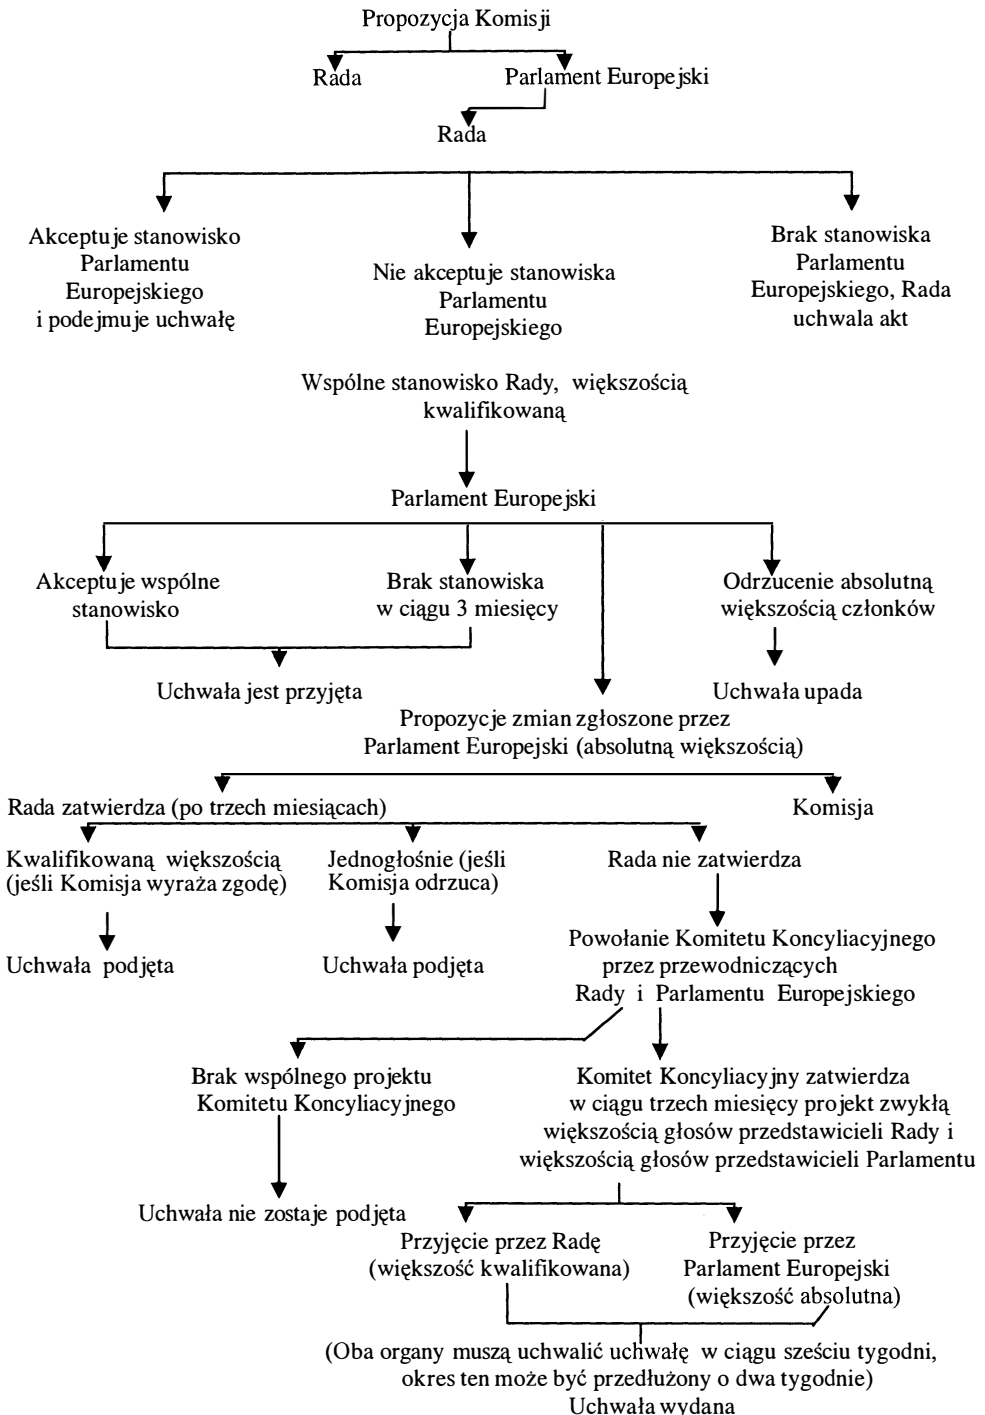 Propozycja Komisji
Rada
Parlament Europejski
Rada
Akceptuje stanowisko
Parlamentu
Europejskiego
i podejmuje uchwałę
Nie akceptuje stanowiska
Parlamentu
Europejskiego
Brak stanowiska
Parlamentu
Europejskiego, Rada
uchwala akt
Wspólne stanowisko Rady, większością
kwalifikowaną
Parlament Europejski
Akceptuje wspólne
stanowisko
Brak stanowiska
w ciągu 3 miesięcy
Odrzucenie absolutną
większością członków
Uchwała jest przyjęta
Uchwała upada
Propozycje zmian zgłoszone przez
Parlament Europejski (absolutną większością)
Rada zatwierdza (po trzech miesiącach)
Komisja
Kwalifikowaną większością
(jeśli Komisja wyraża zgodę)
Jednogłośnie (jeśli
Komisja odrzuca)
Rada nie zatwierdza
Uchwała podjęta
Uchwała podjęta
Powołanie Komitetu Koncyliacyjnego
przez przewodniczących
Rady i Parlamentu Europejskiego
Brak wspólnego projektu
Komitetu Koncyliacyjnego
Komitet Koncyliacyjny zatwierdza
w ciągu trzech miesięcy projekt zwykłą
większością głosów przedstawicieli Rady i
większością głosów przedstawicieli Parlamentu
Uchwała nie zostaje podjęta
Przyjęcie przez Radę
(większość kwalifikowana)
Przyjęcie przez
Parlament Europejski
(większość absolutna)
(Oba organy muszą uchwalić uchwałę w ciągu sześciu tygodni,
okres ten może być przedłużony o dwa tygodnie)
Uchwała wydana